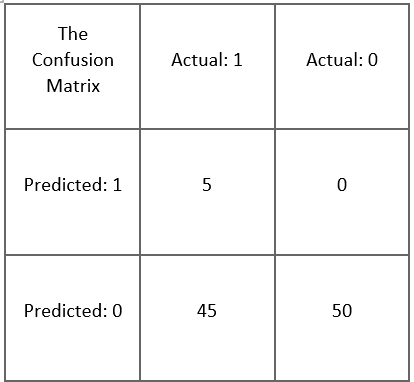 The
Confusion
Matrix
Actual: 1
Actual: 0
Predicted: 1
5
0
Predicted: 0
45
50